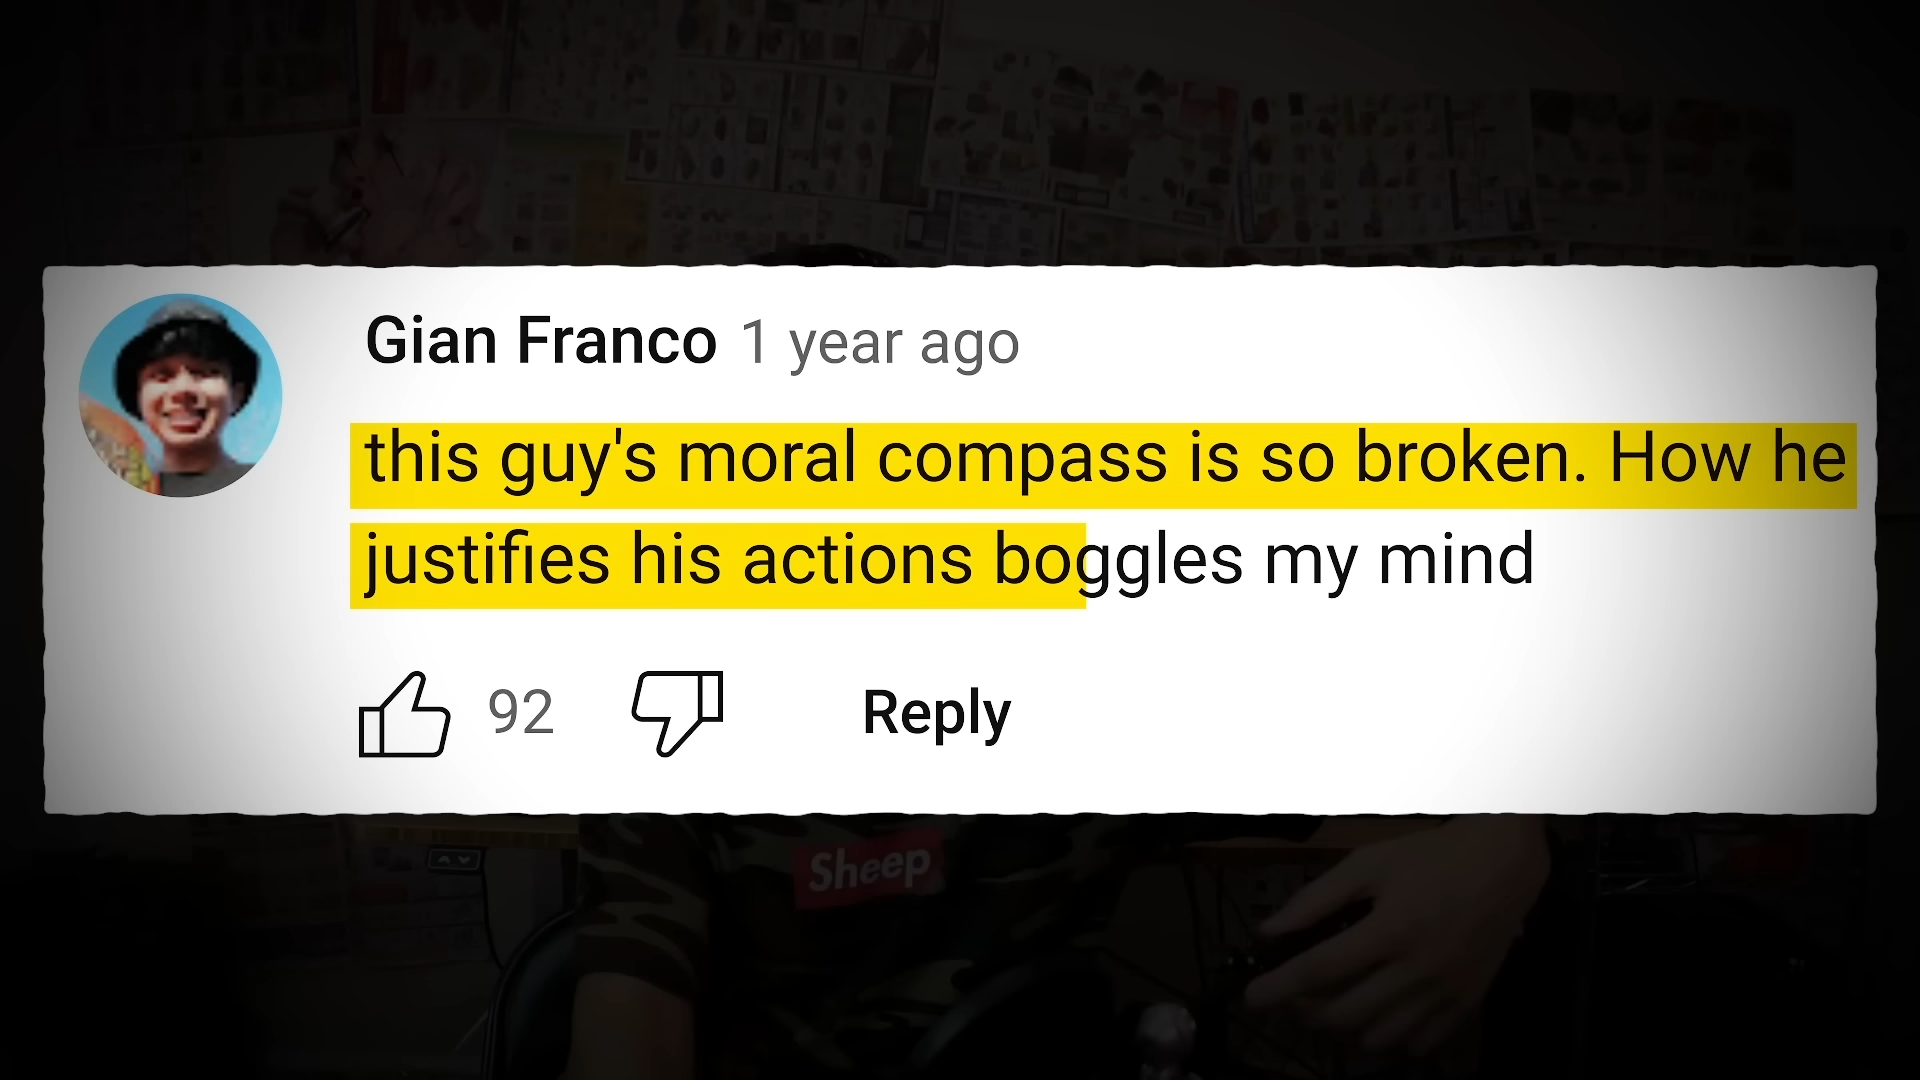 Gian Franco 1 year ago
this guy's moral compass is so broken. How he
justifies his actions boggles my mind
92 Reply
Sheep